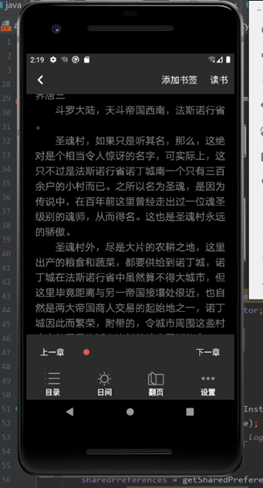 java
2:19
添加书签 读书
界唐三
斗罗大陆，天斗帝国西南，法斯诺行省
。
圣魂村，如果只是听其名，那么，这绝
对是个相当令人惊讶的名字，可实际上，这
只不过是法斯诺行省诺丁城南一个只有三百
余户的小村而已。之所以名为圣魂，是因为
传说中，在百年前这里曾经走出过一位魂圣
级别的魂师，从而得名。这也是圣魂村永远
的骄傲。
圣魂村外，尽是大片的农耕之地，这里
出产的粮食和蔬菜，都要供给到诺丁城，诺
丁城在法斯诺行省中虽然算不得大城市，但
这里毕竟距离与另一帝国接壤处很近，也自
然是两大帝国商人交易的起始地之一，诺丁
城因此而繁荣，附带的，令城市周围这些村
上一章 下一章
目录 日间 翻页 设置
sharedPreferences = getSharedPrefere